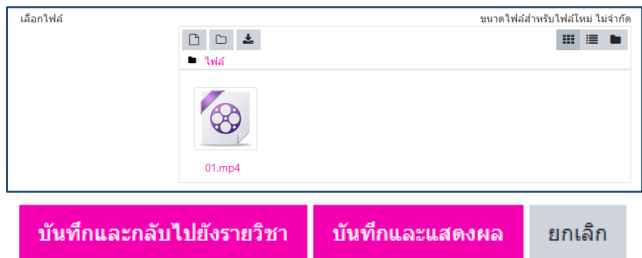 เลือกไฟล์ ขนาดไฟล์สำหรับไฟล์ใหม่ ไม่จำกัด
ไฟล์
01.mp4
บันทึกและกลับไปยังรายวิชา บันทึกและแสดงผล ยกเลิก